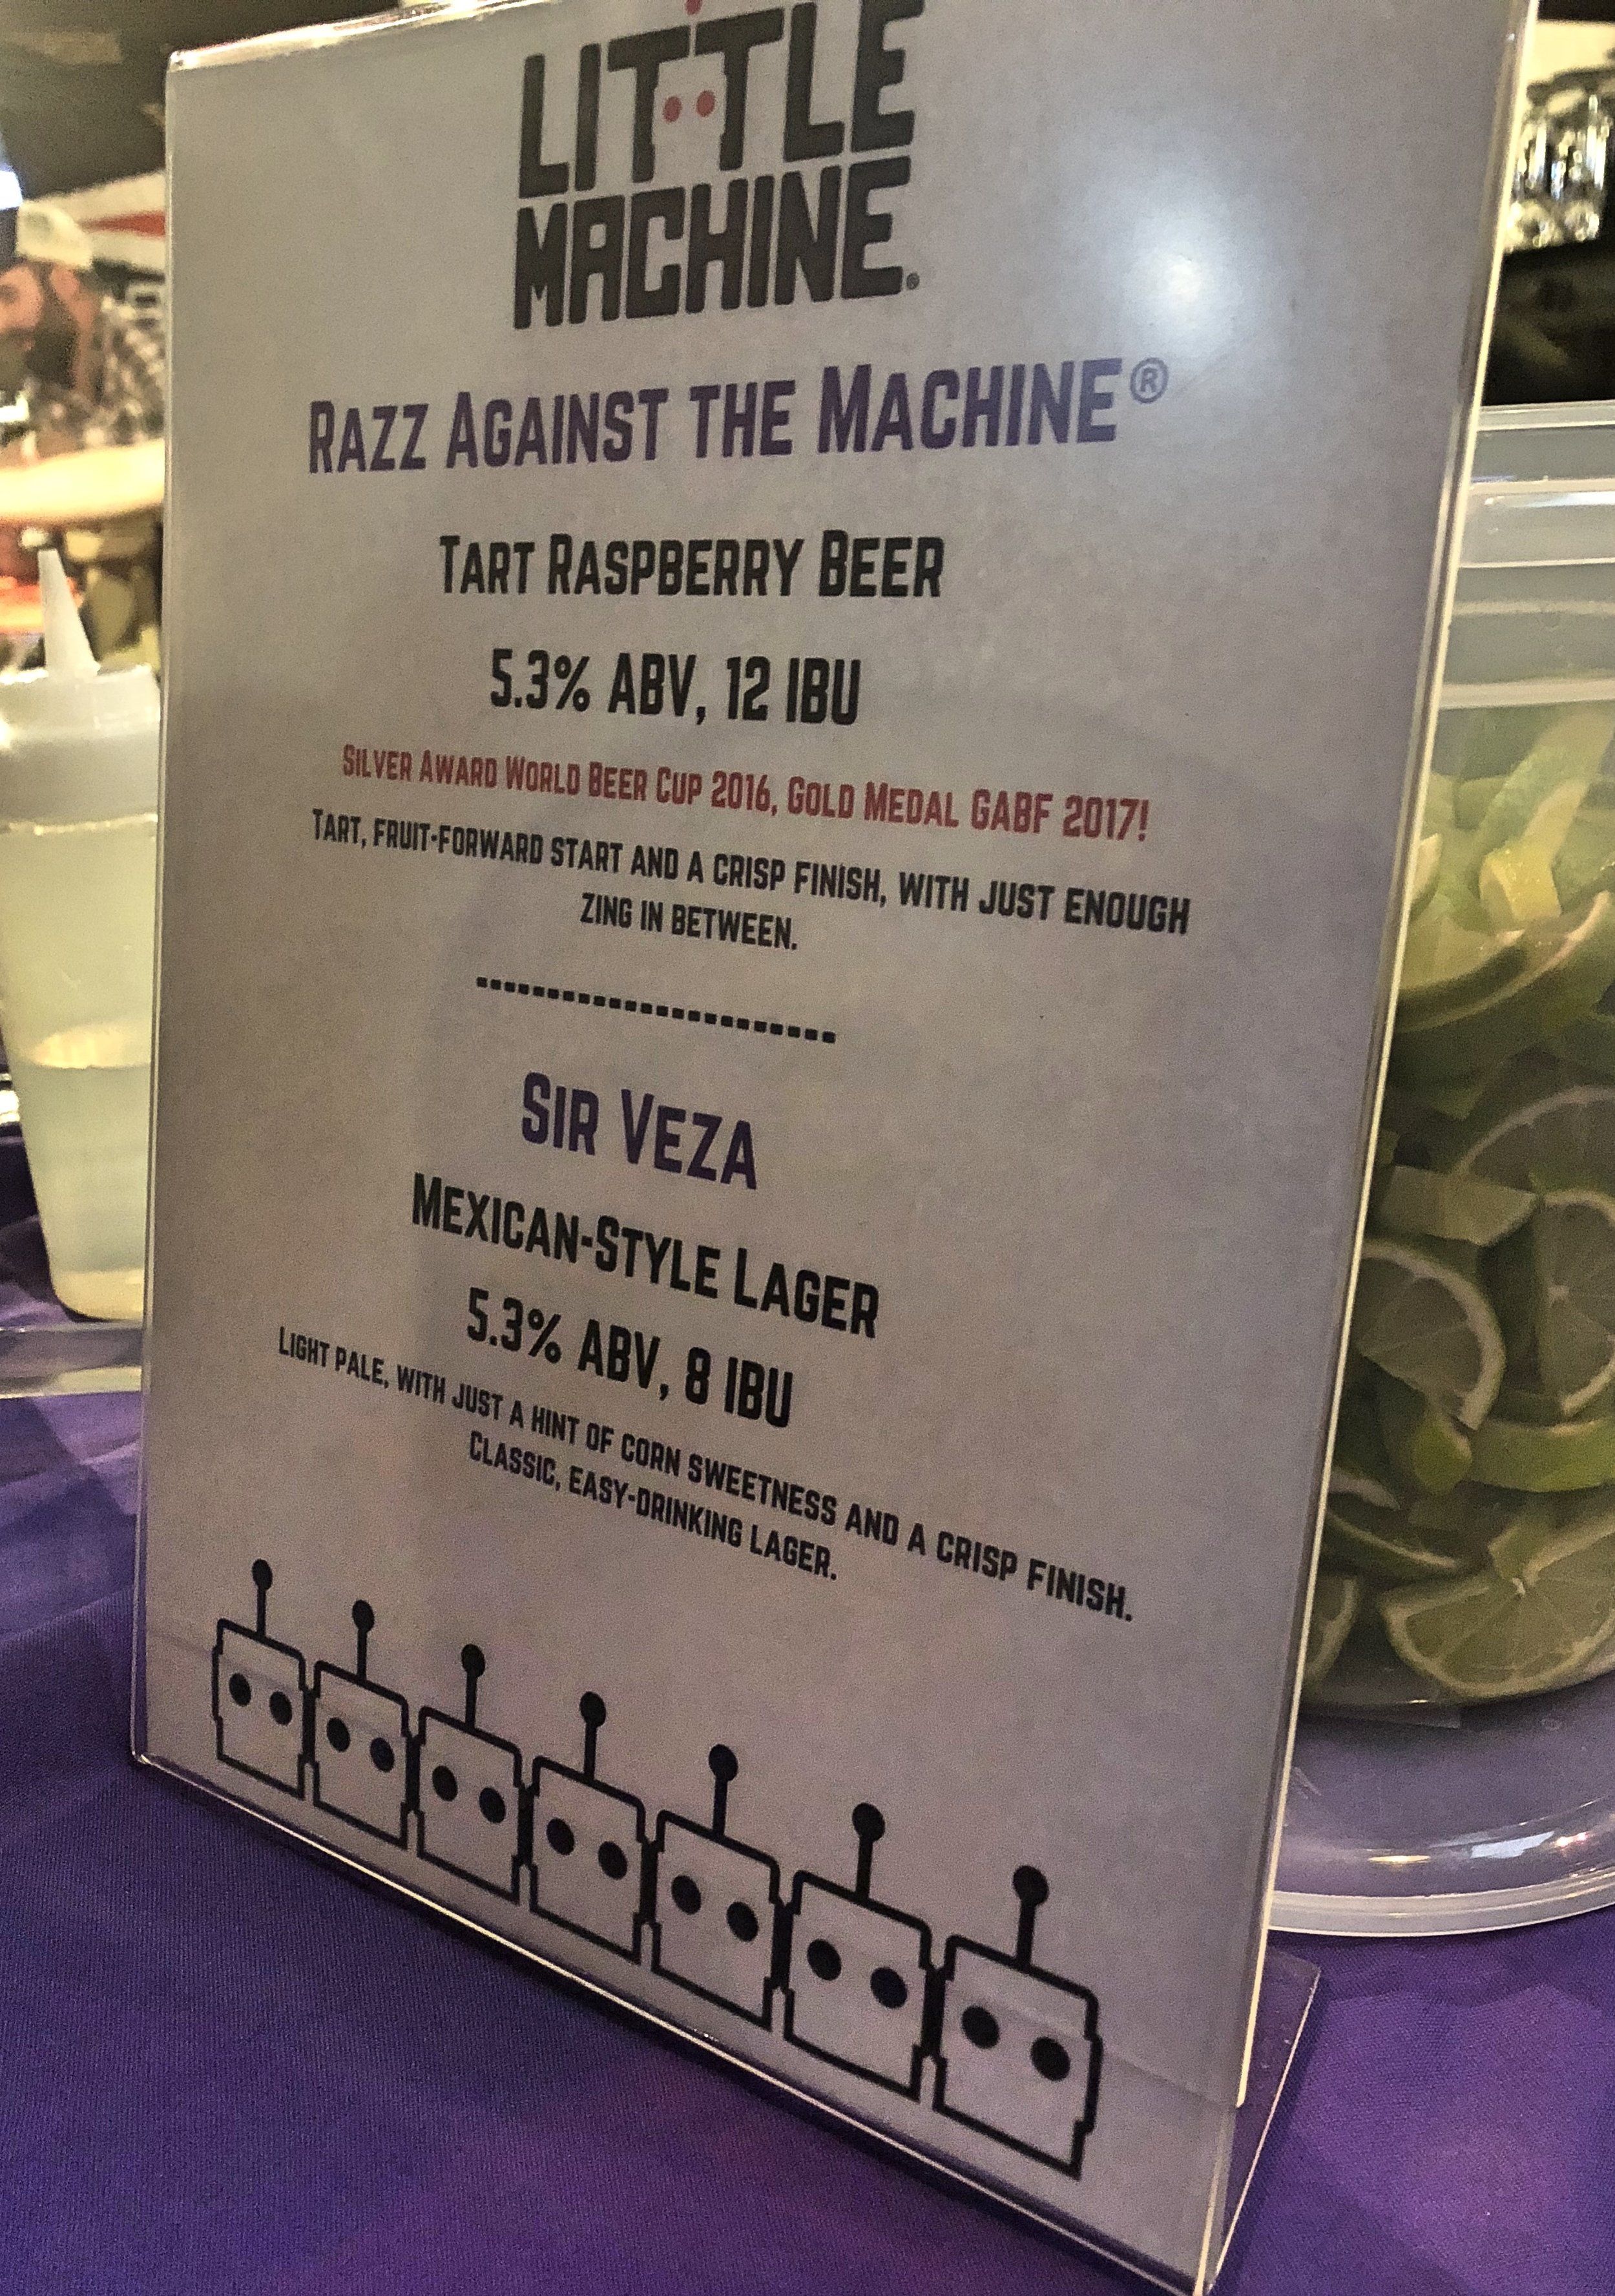 LITTLE
MACHINE®
RAZZ AGAINST THE MACHINE®
TART RASPBERRY BEER
5.3% ABV, 12 IBU
SILVER AWARD WORLD BEER CUP 2016, GOLD MEDAL GABF 2017!
TART, FRUIT-FORWARD START AND A CRISP FINISH, WITH JUST ENOUGH
ZING IN BETWEEN.
-----------------------
SIR VEZA
MEXICAN-STYLE LAGER
5.3% ABV, 8 IBU
LIGHT PALE, WITH JUST A HINT OF CORN SWEETNESS AND A CRISP FINISH.
CLASSIC, EASY-DRINKING LAGER.